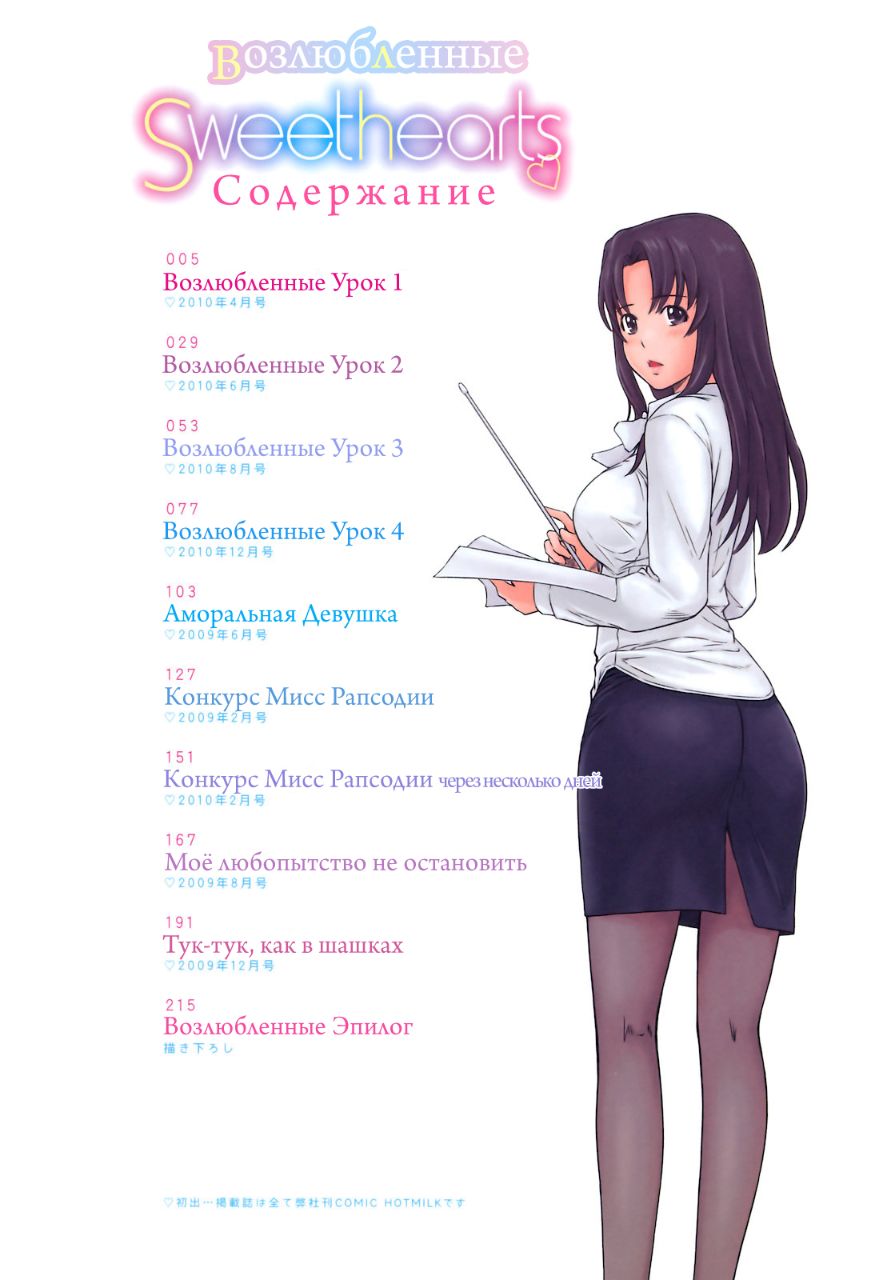 Возлюбленные
Sweethearts
Содержание
005
Возлюбленные Урок 1
♡2010年4月号
029
Возлюбленные Урок 2
♡2010年6月号
053
Возлюбленные Урок 3
♡2010年8月号
077
Возлюбленные Урок 4
♡2010年12月号
103
Аморальная Девушка
♡2009年6月号
127
Конкурс Мисс Рапсодии
♡2009年2月号
151
Конкурс Мисс Рапсодии через несколько дней
♡2010年2月号
167
Моё любопытство не остановить
♡2009年8月号
191
Тук-тук, как в шашках
♡2009年12月号
215
Возлюбленные Эпилог
描き下ろし
♡初出…掲載誌は全て弊社刊COMIC HOTMILKです